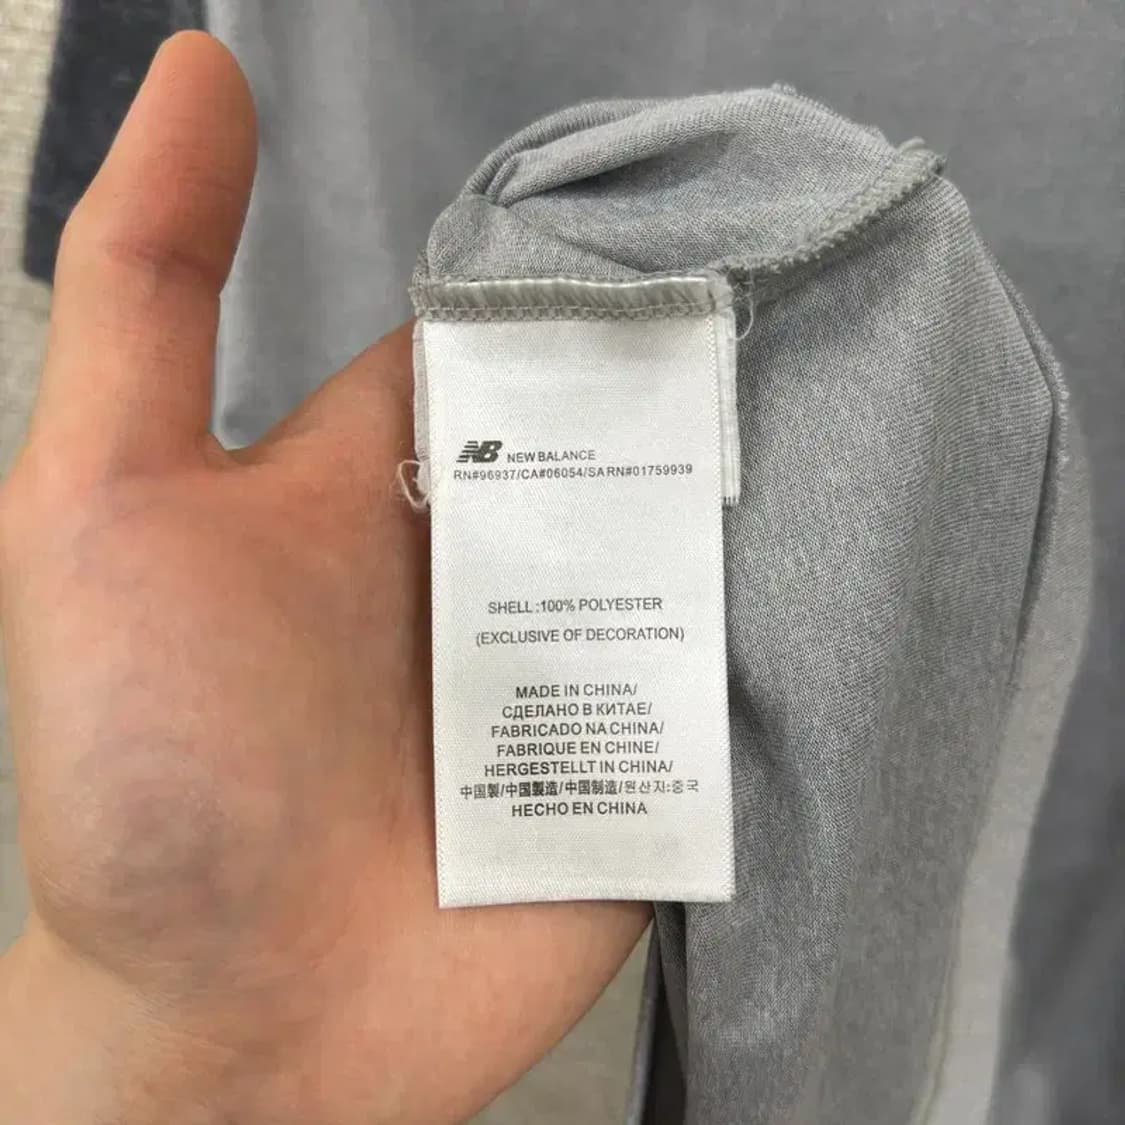 NB NEW BALANCE
RN#96937/CA#06054/SARN#01759939
SHELL:100% POLYESTER
(EXCLUSIVE OF DECORATION)
MADE IN CHINA/
СДЕЛАНО В КИТАЕ/
FABRICADO NA CHINA/
FABRIQUE EN CHINE/
HERGESTELLT IN CHINA/
中国製/中國製造/中国制造/원산지:중국
HECHO EN CHINA